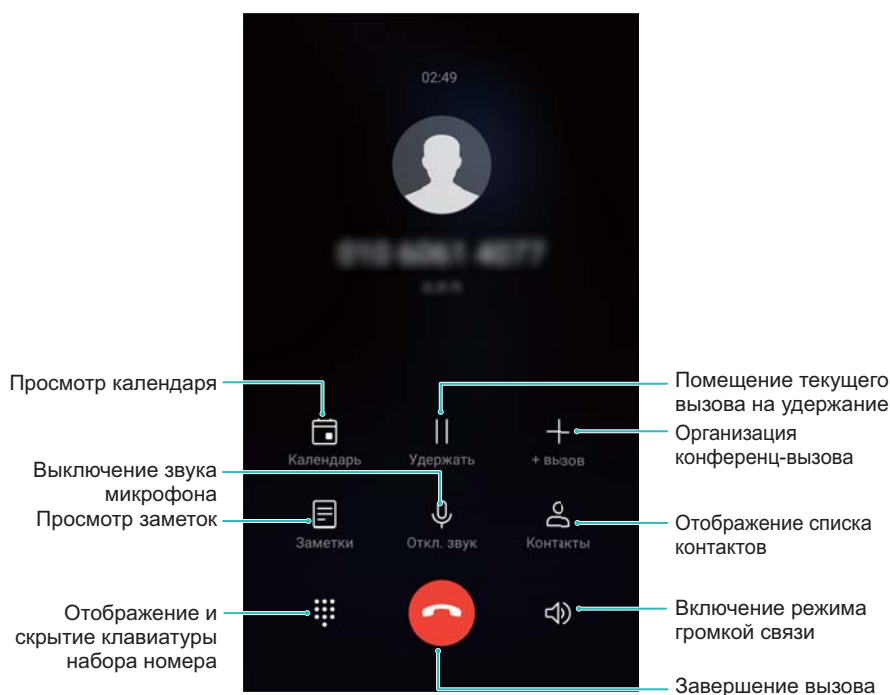 02:49
Просмотр календаря
Помещение текущего
вызова на удержание
Календарь
Удержать
+ вызов
Организация
конференц-вызова
Выключение звука
микрофона
Просмотр заметок
Заметки
Откл. звук
Контакты
Отображение списка
контактов
Отображение и
скрытие клавиатуры
набора номера
Включение режима
громкой связи
Завершение вызова